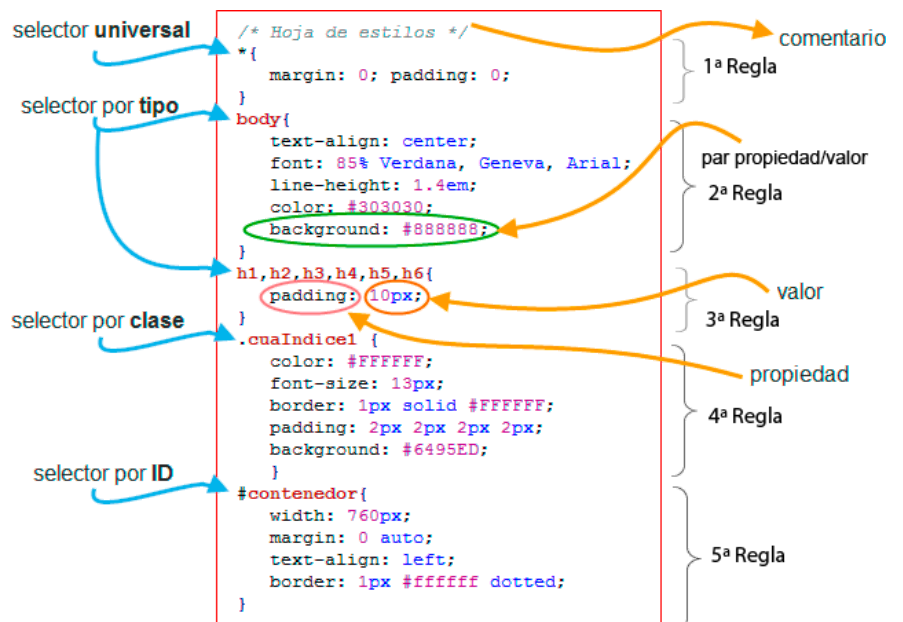 selector universal
/* Hoja de estilos */
comentario
*{
margin: 0; padding: 0;
}
1ª Regla
selector por tipo
body{
text-align: center;
font: 85% Verdana, Geneva, Arial;
line-height: 1.4em;
color: #303030;
background: #888888;
}
par propiedad/valor
2ª Regla
h1,h2,h3,h4,h5,h6{
padding: 10px;
}
valor
3ª Regla
selector por clase
.cuaIndice1 {
color: #FFFFFF;
font-size: 13px;
border: 1px solid #FFFFFF;
padding: 2px 2px 2px 2px;
background: #6495ED;
}
propiedad
4ª Regla
selector por ID
#contenedor{
width: 760px;
margin: 0 auto;
text-align: left;
border: 1px #ffffff dotted;
}
5ª Regla